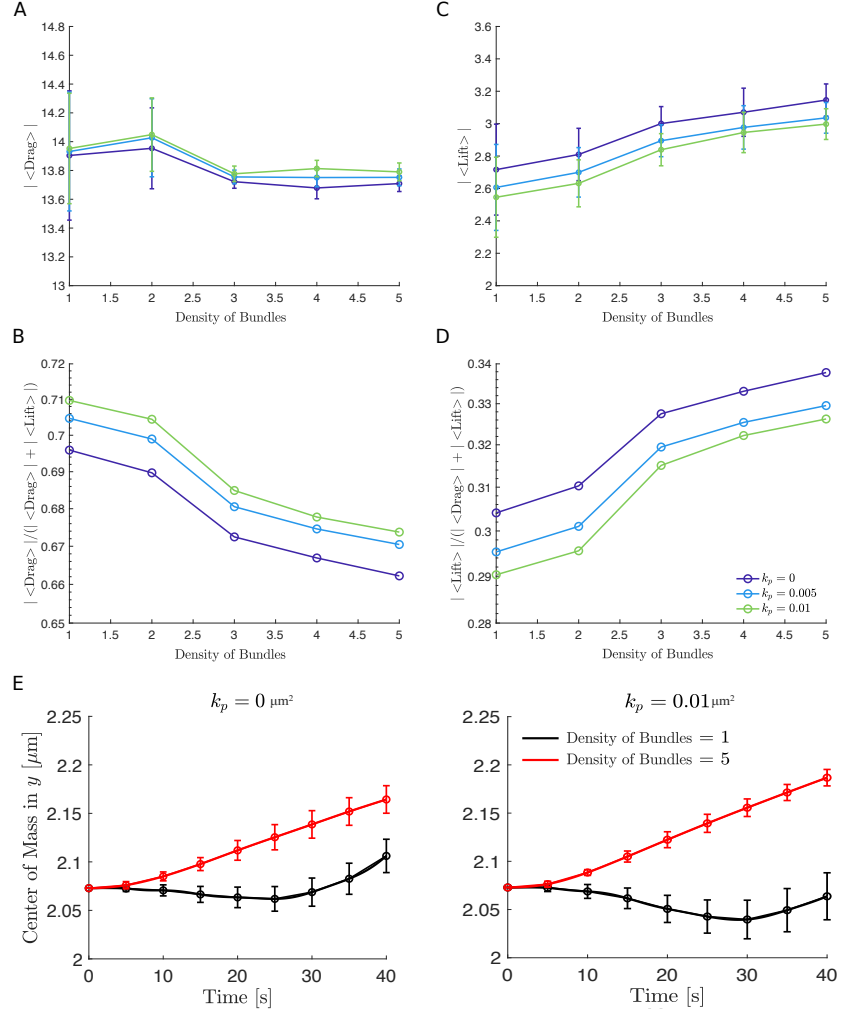 A
14.8
14.6
14.4
14.2
14
13.8
13.6
13.4
13.2
13
| <Drag> |
1 1.5 2 2.5 3 3.5 4 4.5 5
Density of Bundles
C
3.6
3.4
3.2
3
2.8
2.6
2.4
2.2
2
| <Lift> |
1 1.5 2 2.5 3 3.5 4 4.5 5
Density of Bundles
B
0.72
0.71
0.7
0.69
0.68
0.67
0.66
0.65
| <Drag> |/(| <Drag> | + | <Lift> |)
1 1.5 2 2.5 3 3.5 4 4.5 5
Density of Bundles
D
0.34
0.33
0.32
0.31
0.3
0.29
0.28
| <Lift> |/(| <Drag> | + | <Lift> |)
k_p = 0
k_p = 0.005
k_p = 0.01
1 1.5 2 2.5 3 3.5 4 4.5 5
Density of Bundles
E
k_p = 0 μm²
2.25
2.2
2.15
2.1
2.05
2
Center of Mass in y [μm]
0 10 20 30 40
Time [s]
k_p = 0.01 μm²
2.25
2.2
2.15
2.1
2.05
2
Density of Bundles = 1
Density of Bundles = 5
0 10 20 30 40
Time [s]